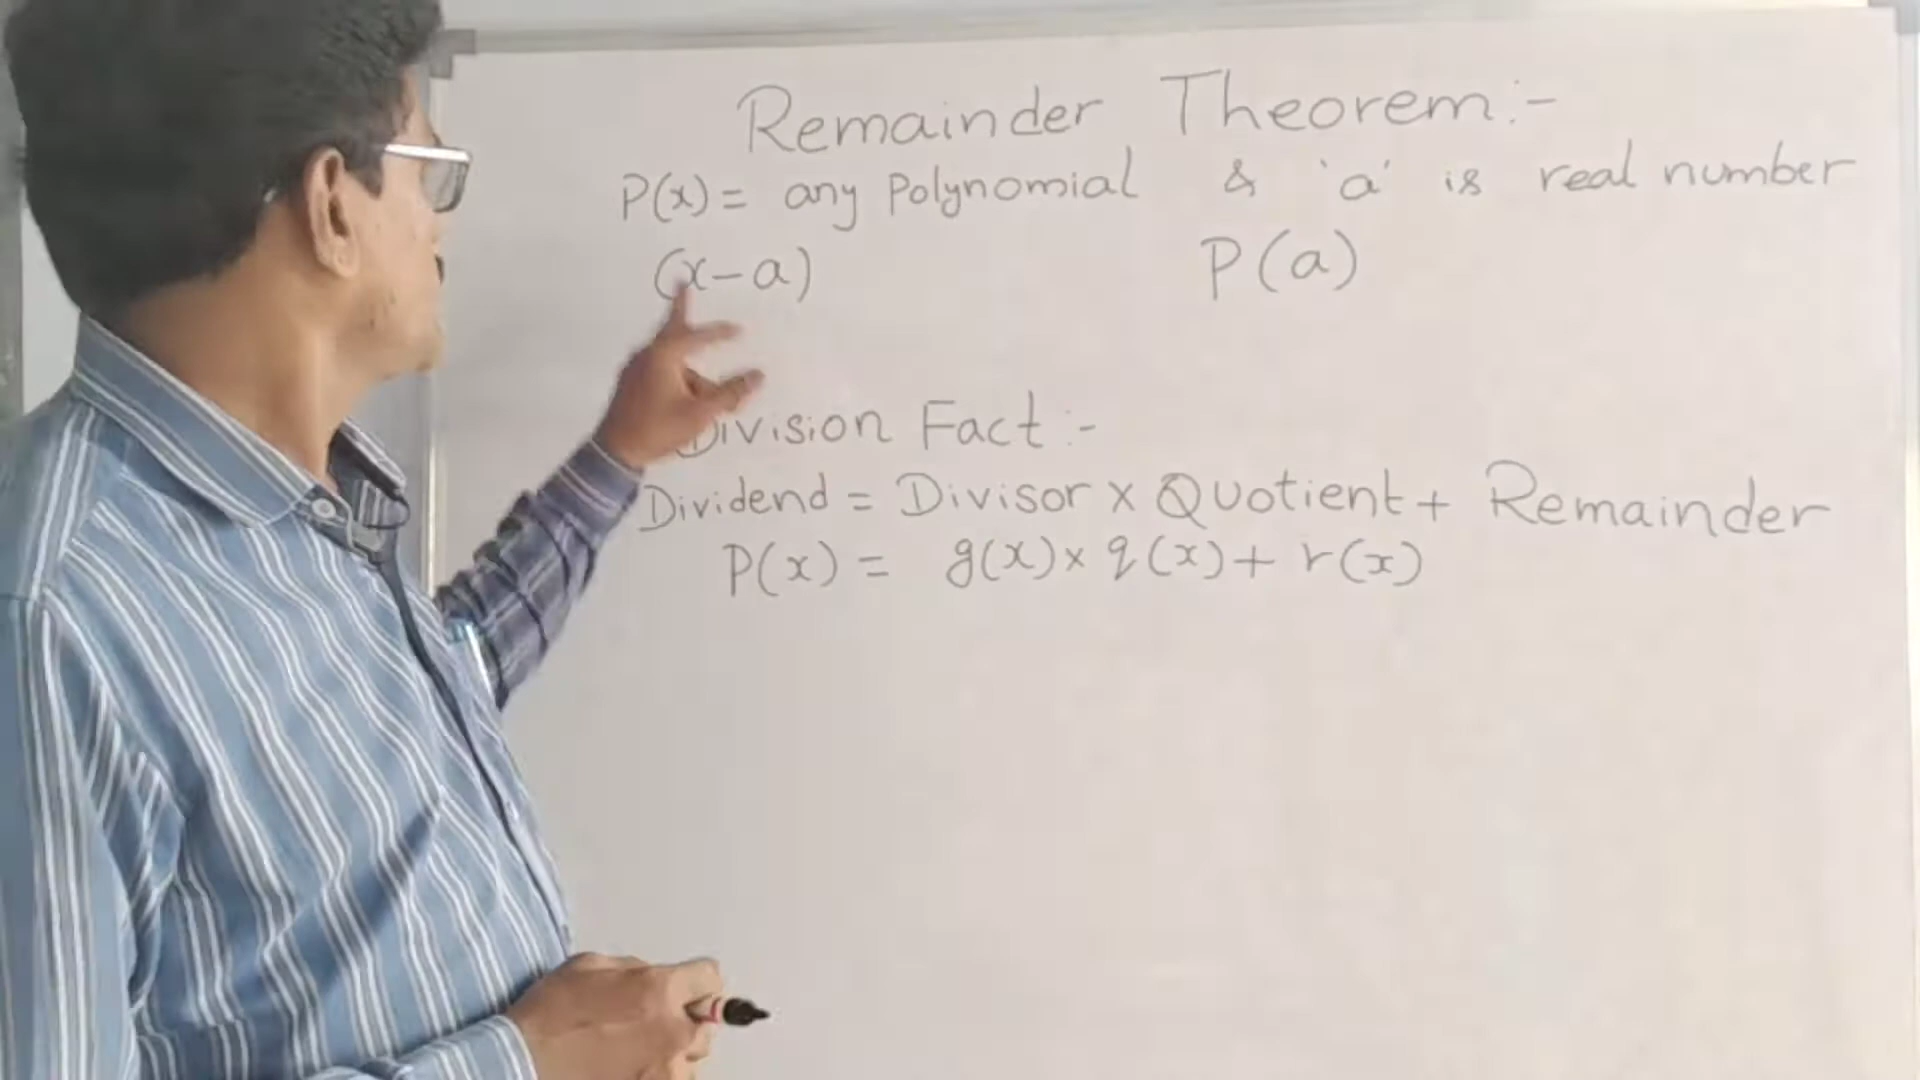 Remainder Theorem:-
P(x) = any Polynomial & 'a' is real number
(x-a) P(a)
Division Fact:-
Dividend = Divisor x Quotient + Remainder
P(x) = g(x) x q(x) + r(x)